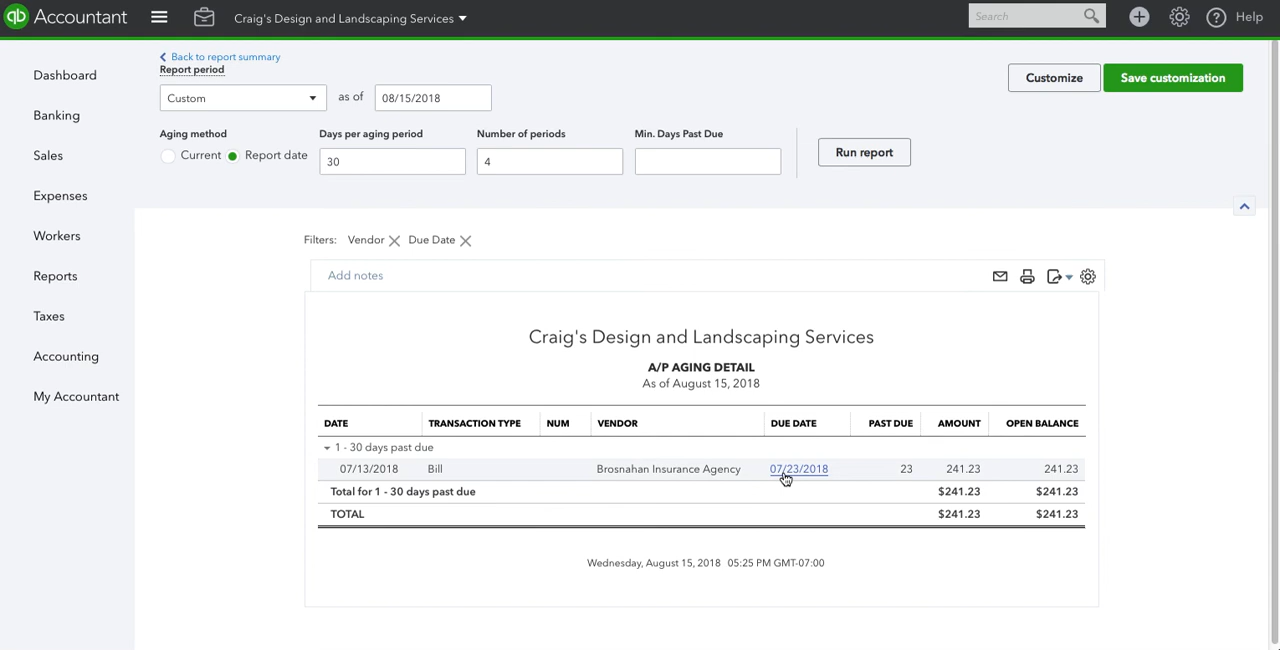 qb Accountant
Craig's Design and Landscaping Services
Search
Help
Dashboard
Banking
Sales
Expenses
Workers
Reports
Taxes
Accounting
My Accountant
Back to report summary
Report period
Custom as of 08/15/2018
Customize Save customization
Aging method Days per aging period Number of periods Min. Days Past Due
Current Report date 30 4
Run report
Filters: Vendor Due Date
Add notes
Craig's Design and Landscaping Services
A/P AGING DETAIL
As of August 15, 2018
DATE TRANSACTION TYPE NUM VENDOR DUE DATE PAST DUE AMOUNT OPEN BALANCE
1 - 30 days past due
07/13/2018 Bill Brosnahan Insurance Agency 07/23/2018 23 241.23 241.23
Total for 1 - 30 days past due $241.23 $241.23
TOTAL $241.23 $241.23
Wednesday, August 15, 2018 05:25 PM GMT-07:00